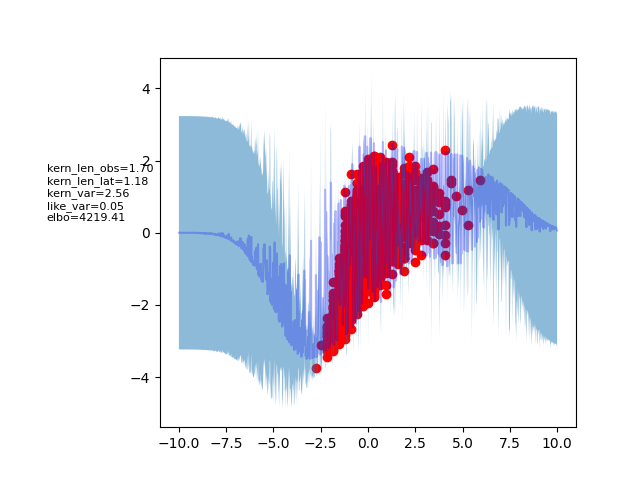 kern_len_obs=1.70
kern_len_lat=1.18
kern_var=2.56
like_var=0.05
elbo=4219.41
4
2
0
−2
−4
−10.0 −7.5 −5.0 −2.5 0.0 2.5 5.0 7.5 10.0